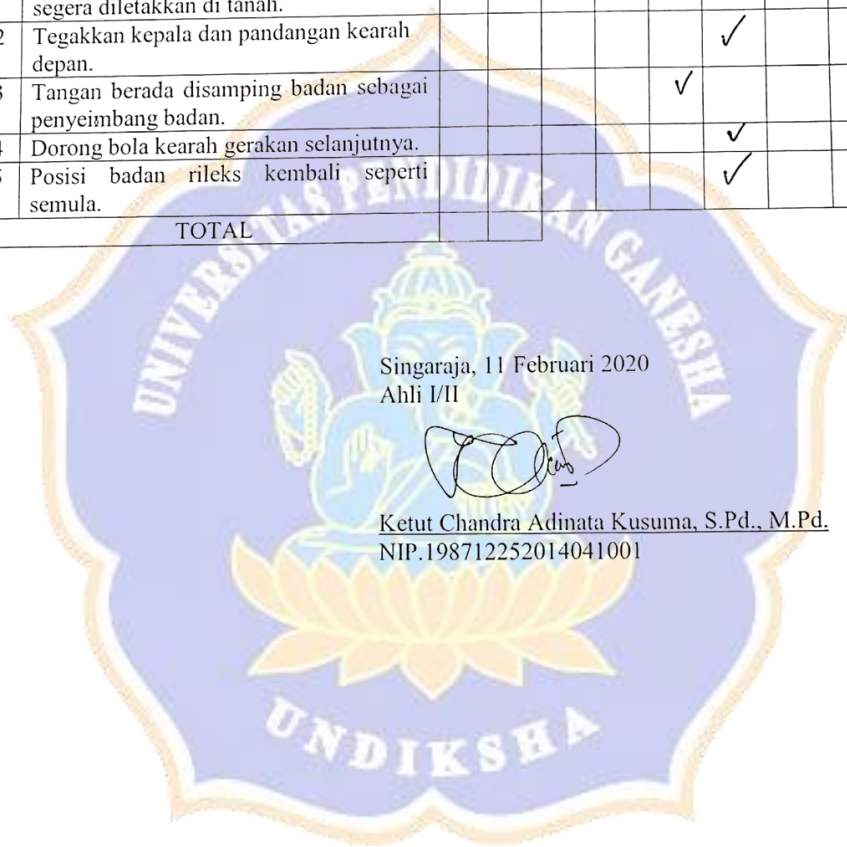 segera diletakkan di tanah.
2 Tegakkan kepala dan pandangan kearah
depan.
✓
3 Tangan berada disamping badan sebagai
penyeimbang badan.
✓
4 Dorong bola kearah gerakan selanjutnya.
✓
5 Posisi badan rileks kembali seperti
semula.
✓
TOTAL
UNIVERSITAS PENDIDIKAN GANESHA
Singaraja, 11 Februari 2020
Ahli I/II
Ketut Chandra Adinata Kusuma, S.Pd., M.Pd.
NIP.198712252014041001
UNDIKSHA